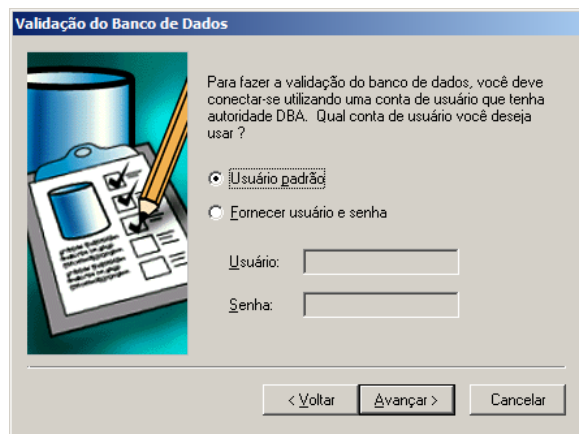 Validação do Banco de Dados
Para fazer a validação do banco de dados, você deve
conectar-se utilizando uma conta de usuário que tenha
autoridade DBA. Qual conta de usuário você deseja
usar ?
Usuário padrão
Fornecer usuário e senha
Usuário:
Senha:
< Voltar
Avançar >
Cancelar